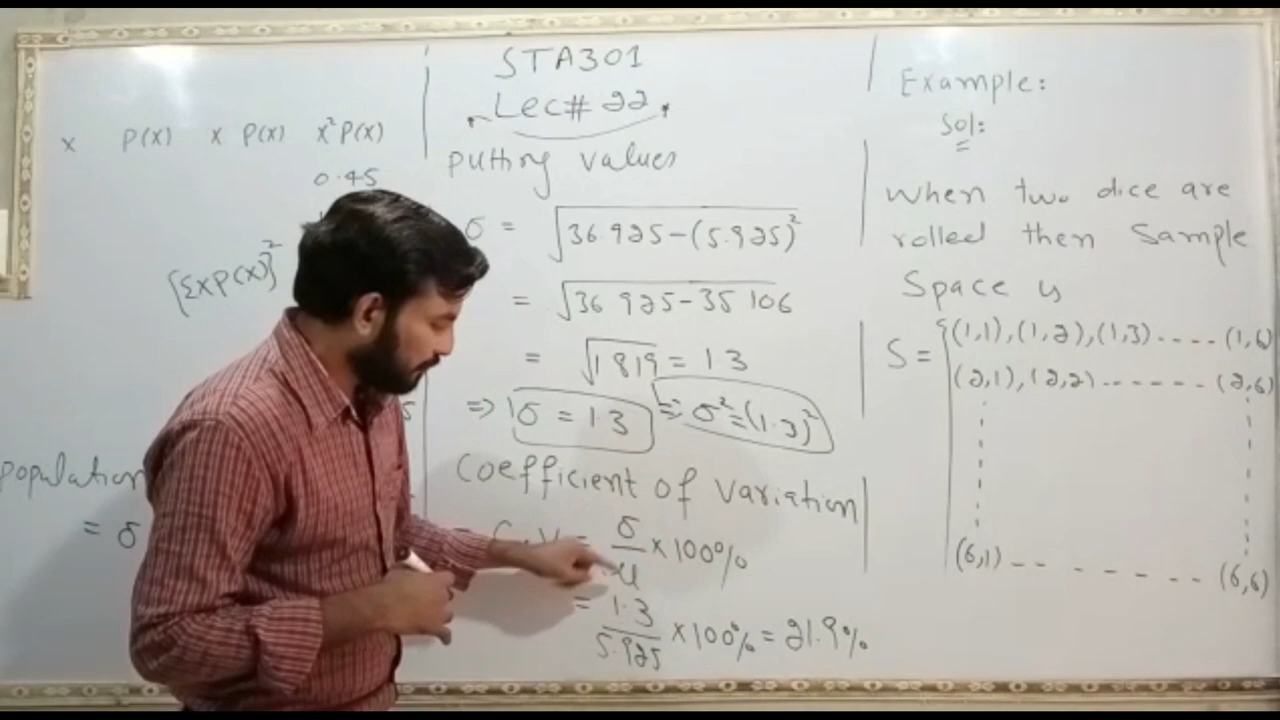 x P(x) x P(x) x²P(x)
0.45
{Σxp(x)}²
population
= σ
STA301
Lec# 22
putting values
σ = √36.925-(5.925)²
= √36 925-35 106
= √1 819 = 1 3
=> σ = 1.3 => σ²=(1.3)²
Coefficient of variation
= C.V = σ/μ × 100%
= 1.3/5.925 × 100% = 21.9%
Example:
Sol:
When two dice are
rolled then Sample
Space is
S = {(1,1),(1,2),(1,3)....(1,6)
(2,1),(2,2)------(2,6)
(6,1)-- - - - - -(6,6)